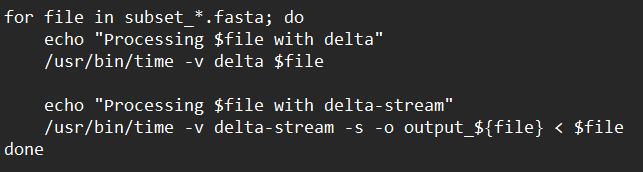 for file in subset_*.fasta; do
    echo "Processing $file with delta"
    /usr/bin/time -v delta $file

    echo "Processing $file with delta-stream"
    /usr/bin/time -v delta-stream -s -o output_${file} < $file
done